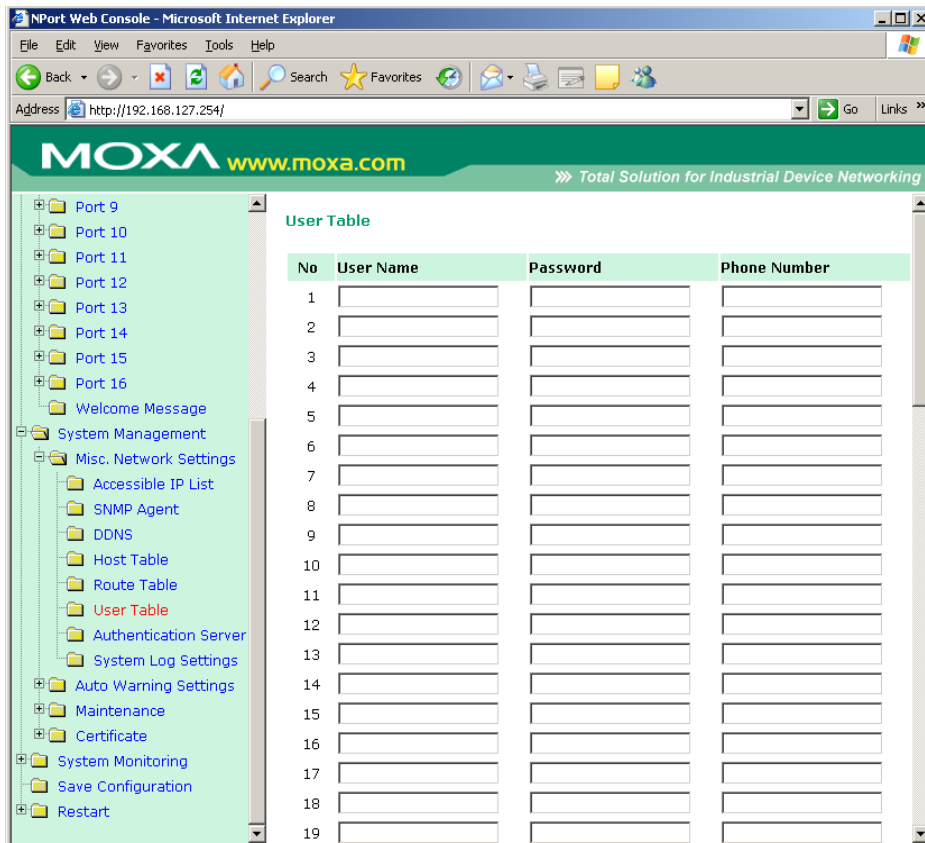 NPort Web Console - Microsoft Internet Explorer
File Edit View Favorites Tools Help
Back Search Favorites
Address http://192.168.127.254/ Go Links »
MOXA www.moxa.com
Total Solution for Industrial Device Networking
Port 9
Port 10
Port 11
Port 12
Port 13
Port 14
Port 15
Port 16
Welcome Message
System Management
Misc. Network Settings
Accessible IP List
SNMP Agent
DDNS
Host Table
Route Table
User Table
Authentication Server
System Log Settings
Auto Warning Settings
Maintenance
Certificate
System Monitoring
Save Configuration
Restart
User Table
No User Name Password Phone Number
1
2
3
4
5
6
7
8
9
10
11
12
13
14
15
16
17
18
19